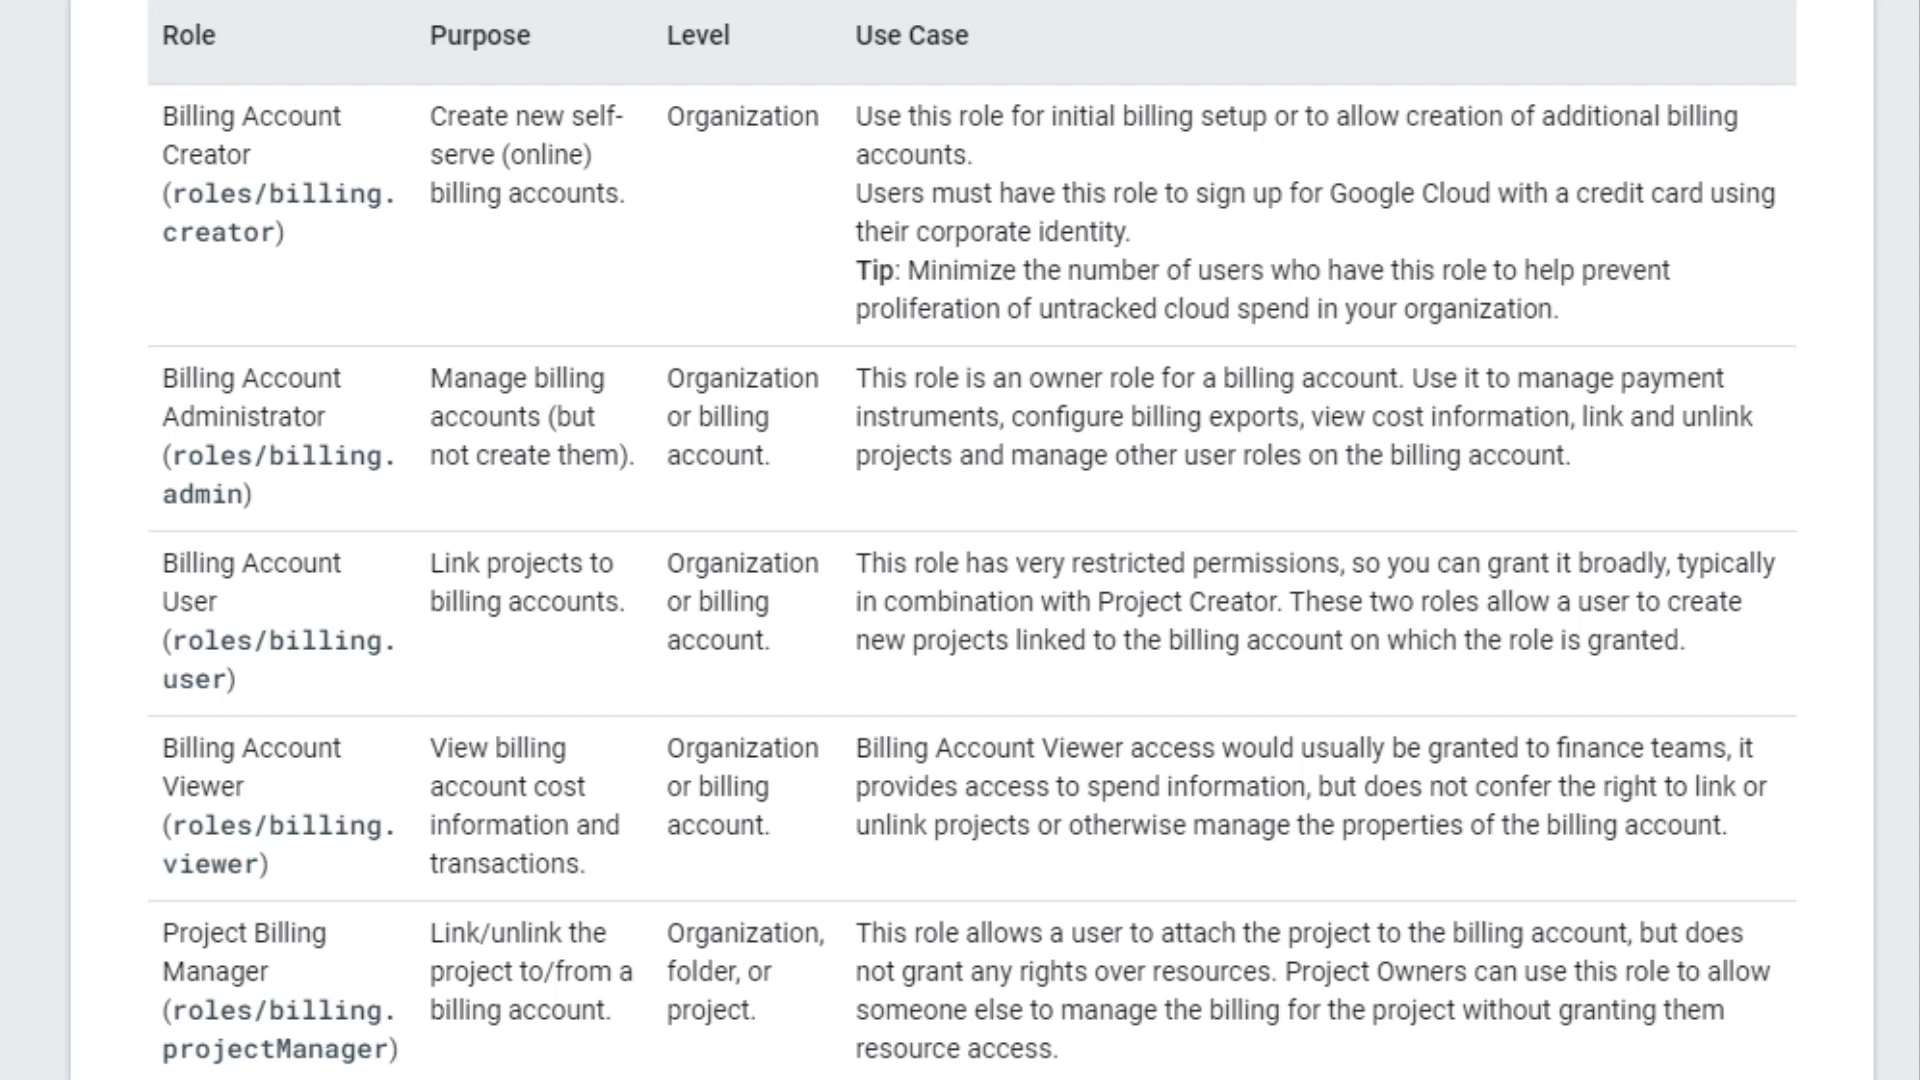 Role Purpose Level Use Case
Billing Account
Creator
(roles/billing.
creator)
Create new self-
serve (online)
billing accounts.
Organization
Use this role for initial billing setup or to allow creation of additional billing
accounts.
Users must have this role to sign up for Google Cloud with a credit card using
their corporate identity.
Tip: Minimize the number of users who have this role to help prevent
proliferation of untracked cloud spend in your organization.
Billing Account
Administrator
(roles/billing.
admin)
Manage billing
accounts (but
not create them).
Organization
or billing
account.
This role is an owner role for a billing account. Use it to manage payment
instruments, configure billing exports, view cost information, link and unlink
projects and manage other user roles on the billing account.
Billing Account
User
(roles/billing.
user)
Link projects to
billing accounts.
Organization
or billing
account.
This role has very restricted permissions, so you can grant it broadly, typically
in combination with Project Creator. These two roles allow a user to create
new projects linked to the billing account on which the role is granted.
Billing Account
Viewer
(roles/billing.
viewer)
View billing
account cost
information and
transactions.
Organization
or billing
account.
Billing Account Viewer access would usually be granted to finance teams, it
provides access to spend information, but does not confer the right to link or
unlink projects or otherwise manage the properties of the billing account.
Project Billing
Manager
(roles/billing.
projectManager)
Link/unlink the
project to/from a
billing account.
Organization,
folder, or
project.
This role allows a user to attach the project to the billing account, but does
not grant any rights over resources. Project Owners can use this role to allow
someone else to manage the billing for the project without granting them
resource access.